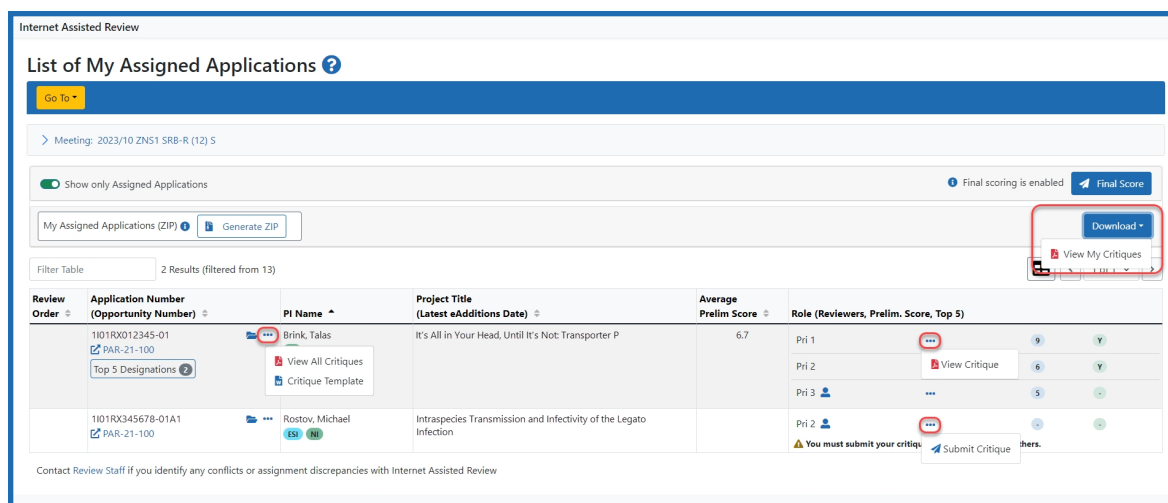 Internet Assisted Review
List of My Assigned Applications ?
Go To
Meeting: 2023/10 ZNS1 SRB-R (12) S
Show only Assigned Applications
Final scoring is enabled Final Score
My Assigned Applications (ZIP) Generate ZIP
Download
View My Critiques
Filter Table 2 Results (filtered from 13)
Review Order Application Number (Opportunity Number) PI Name Project Title (Latest eAdditions Date) Average Prelim Score Role (Reviewers, Prelim. Score, Top 5)
1I01RX012345-01 ... Brink, Talas It's All in Your Head, Until It's Not: Transporter P 6.7
PAR-21-100
Top 5 Designations 2
View All Critiques
Critique Template
Pri 1 ... 9 Y
Pri 2 6 Y
View Critique
Pri 3 ... 5 -
1I01RX345678-01A1 ... Rostov, Michael Intraspecies Transmission and Infectivity of the Legato Infection
PAR-21-100 ESI NI
Pri 2 ... - -
You must submit your
Submit Critique
Contact Review Staff if you identify any conflicts or assignment discrepancies with Internet Assisted Review